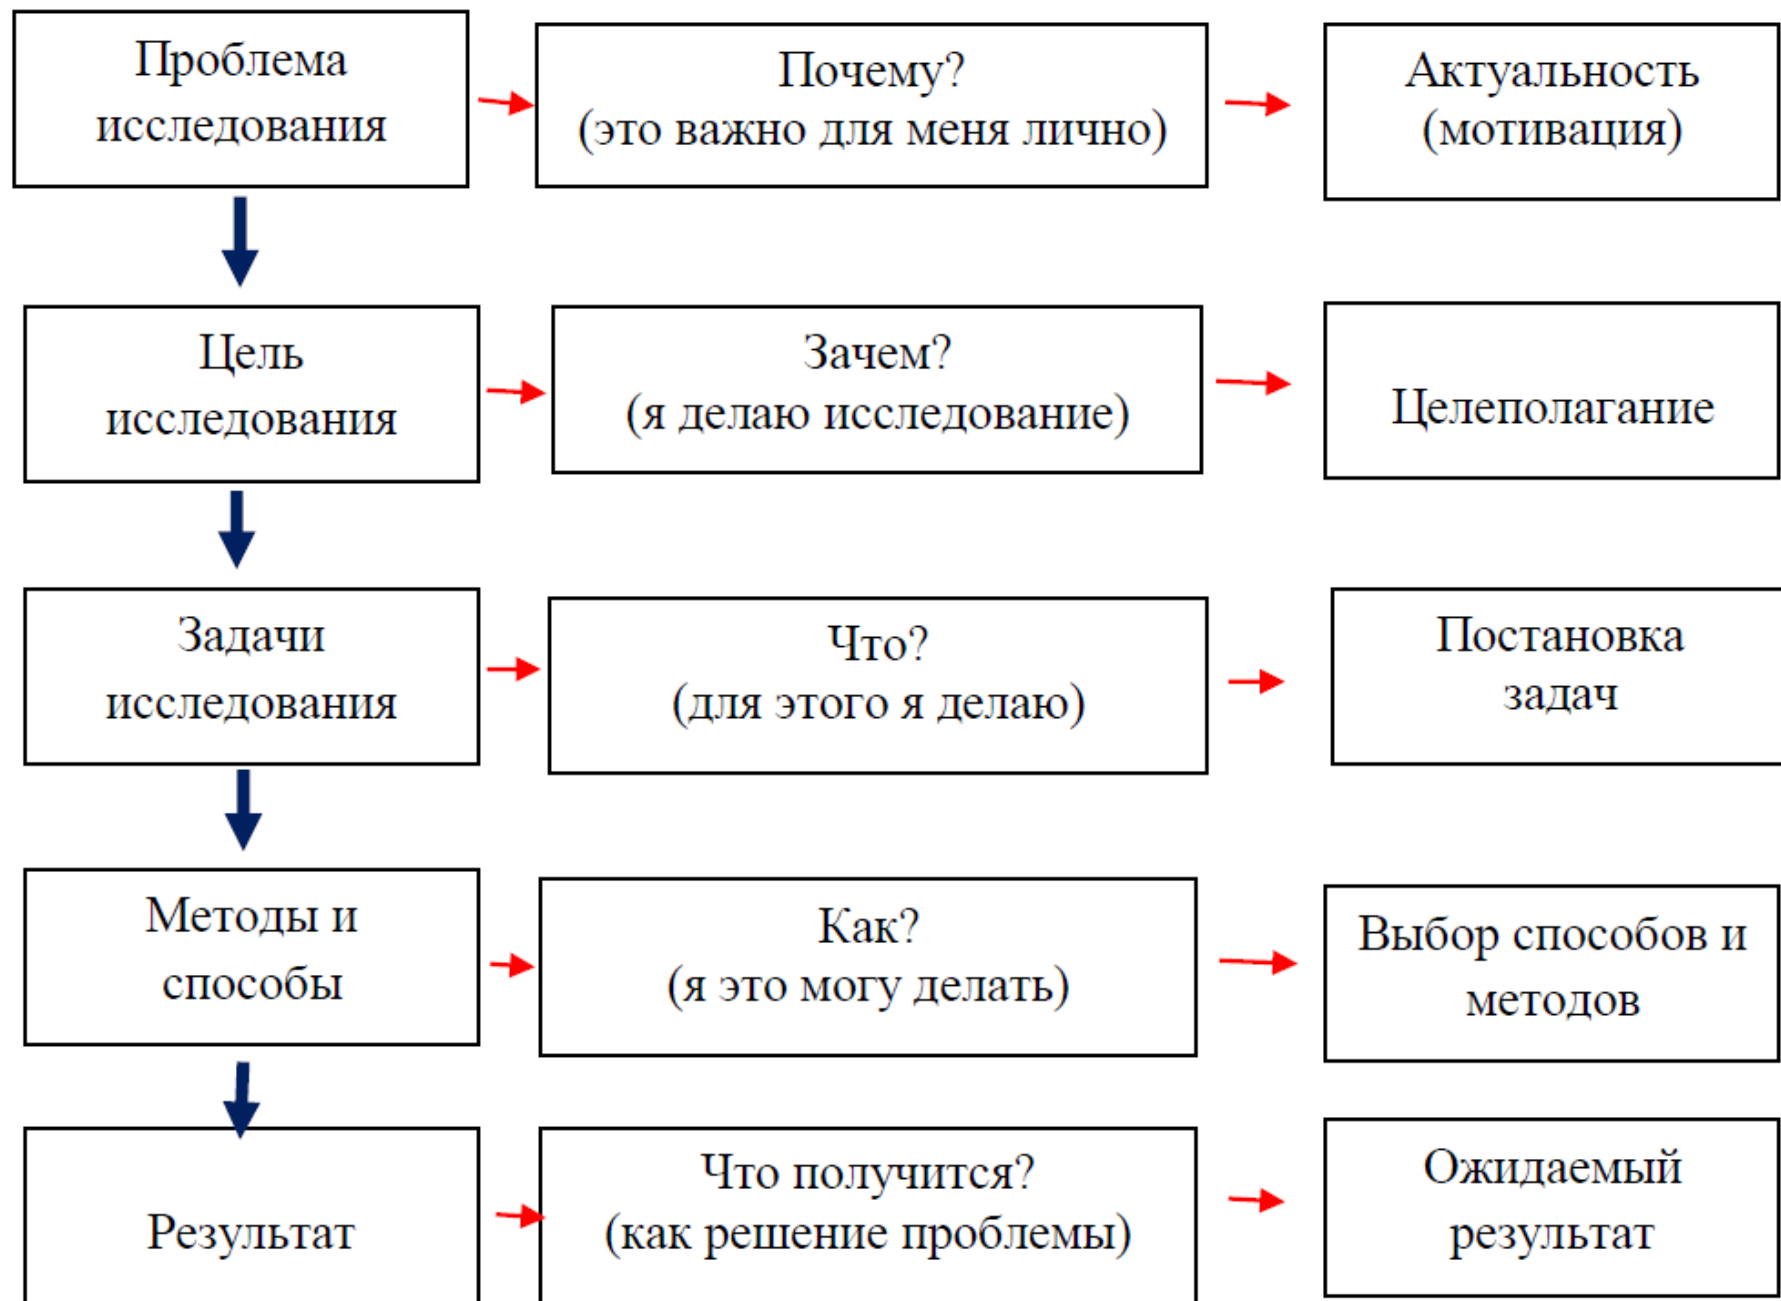 Проблема
исследования
Почему?
(это важно для меня лично)
Актуальность
(мотивация)
Цель
исследования
Зачем?
(я делаю исследование)
Целеполагание
Задачи
исследования
Что?
(для этого я делаю)
Постановка
задач
Методы и
способы
Как?
(я это могу делать)
Выбор способов и
методов
Результат
Что получится?
(как решение проблемы)
Ожидаемый
результат